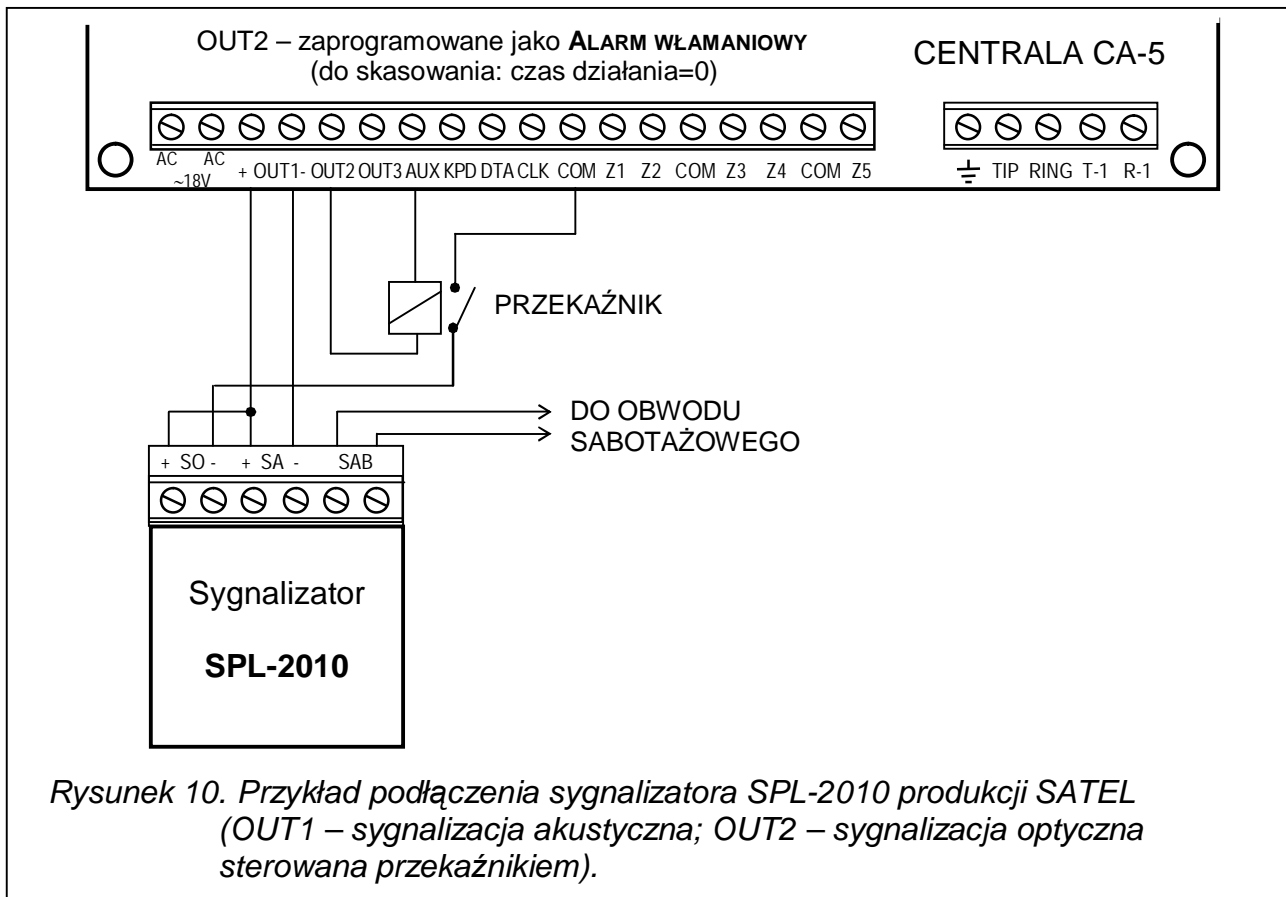 OUT2 – zaprogramowane jako ALARM WŁAMANIOWY
(do skasowania: czas działania=0)
CENTRALA CA-5
AC AC + OUT1- OUT2 OUT3 AUX KPD DTA CLK COM Z1 Z2 COM Z3 Z4 COM Z5
~18V
TIP RING T-1 R-1
PRZEKAŹNIK
DO OBWODU
SABOTAŻOWEGO
+ SO - + SA - SAB
Sygnalizator
SPL-2010
Rysunek 10. Przykład podłączenia sygnalizatora SPL-2010 produkcji SATEL
(OUT1 – sygnalizacja akustyczna; OUT2 – sygnalizacja optyczna
sterowana przekaźnikiem).